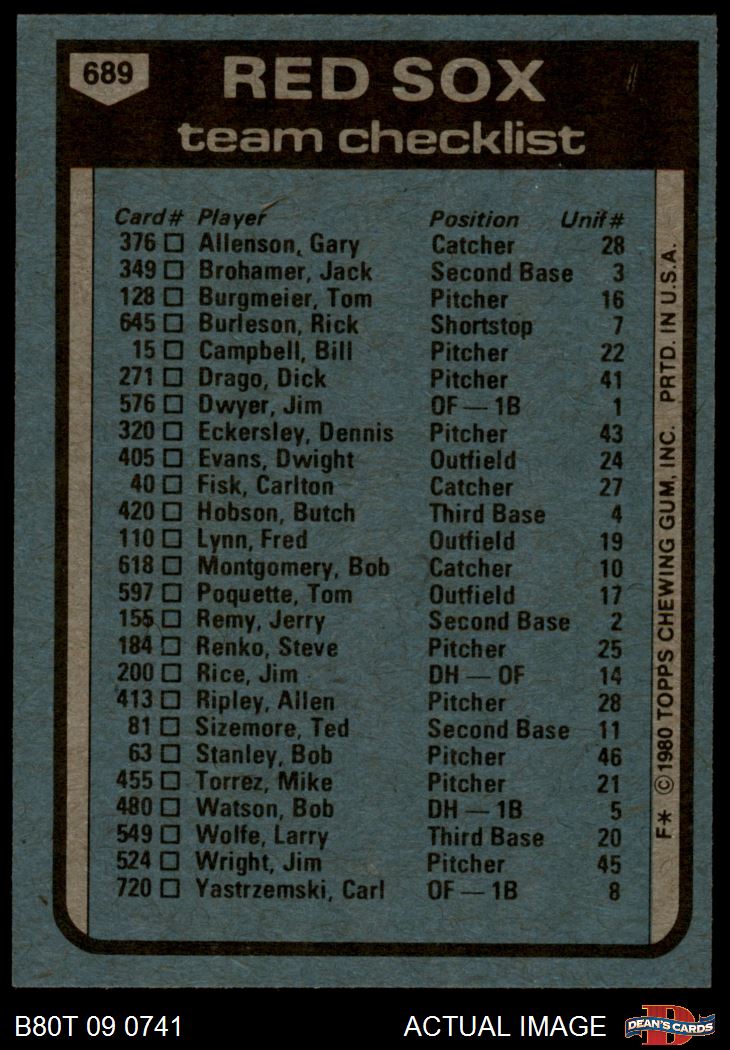 689
RED SOX
team checklist
Card# Player Position Unif#
376 Allenson, Gary Catcher 28
349 Brohamer, Jack Second Base 3
128 Burgmeier, Tom Pitcher 16
645 Burleson, Rick Shortstop 7
15 Campbell, Bill Pitcher 22
271 Drago, Dick Pitcher 41
576 Dwyer, Jim OF — 1B 1
320 Eckersley, Dennis Pitcher 43
405 Evans, Dwight Outfield 24
40 Fisk, Carlton Catcher 27
420 Hobson, Butch Third Base 4
110 Lynn, Fred Outfield 19
618 Montgomery, Bob Catcher 10
597 Poquette, Tom Outfield 17
155 Remy, Jerry Second Base 2
184 Renko, Steve Pitcher 25
200 Rice, Jim DH — OF 14
413 Ripley, Allen Pitcher 28
81 Sizemore, Ted Second Base 11
63 Stanley, Bob Pitcher 46
455 Torrez, Mike Pitcher 21
480 Watson, Bob DH — 1B 5
549 Wolfe, Larry Third Base 20
524 Wright, Jim Pitcher 45
720 Yastrzemski, Carl OF — 1B 8
F* © 1980 TOPPS CHEWING GUM, INC. PRTD. IN U.S.A.
B80T 09 0741 ACTUAL IMAGE
D
DEAN'S CARDS